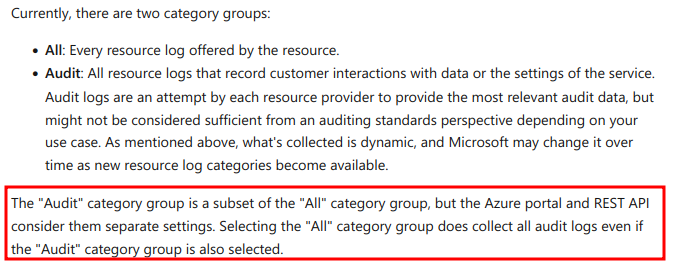 Currently, there are two category groups:
• All: Every resource log offered by the resource.
• Audit: All resource logs that record customer interactions with data or the settings of the service.
Audit logs are an attempt by each resource provider to provide the most relevant audit data, but
might not be considered sufficient from an auditing standards perspective depending on your
use case. As mentioned above, what's collected is dynamic, and Microsoft may change it over
time as new resource log categories become available.
The "Audit" category group is a subset of the "All" category group, but the Azure portal and REST API
consider them separate settings. Selecting the "All" category group does collect all audit logs even if
the "Audit" category group is also selected.